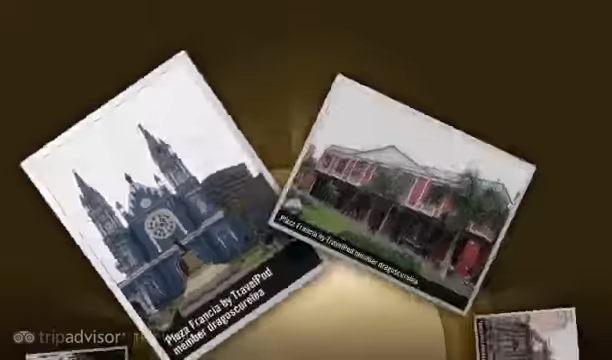 Plaza Francia by TravelPod
member dragoscurelea
Plaza Francia by TravelPod member dragoscurelea
tripadvisor